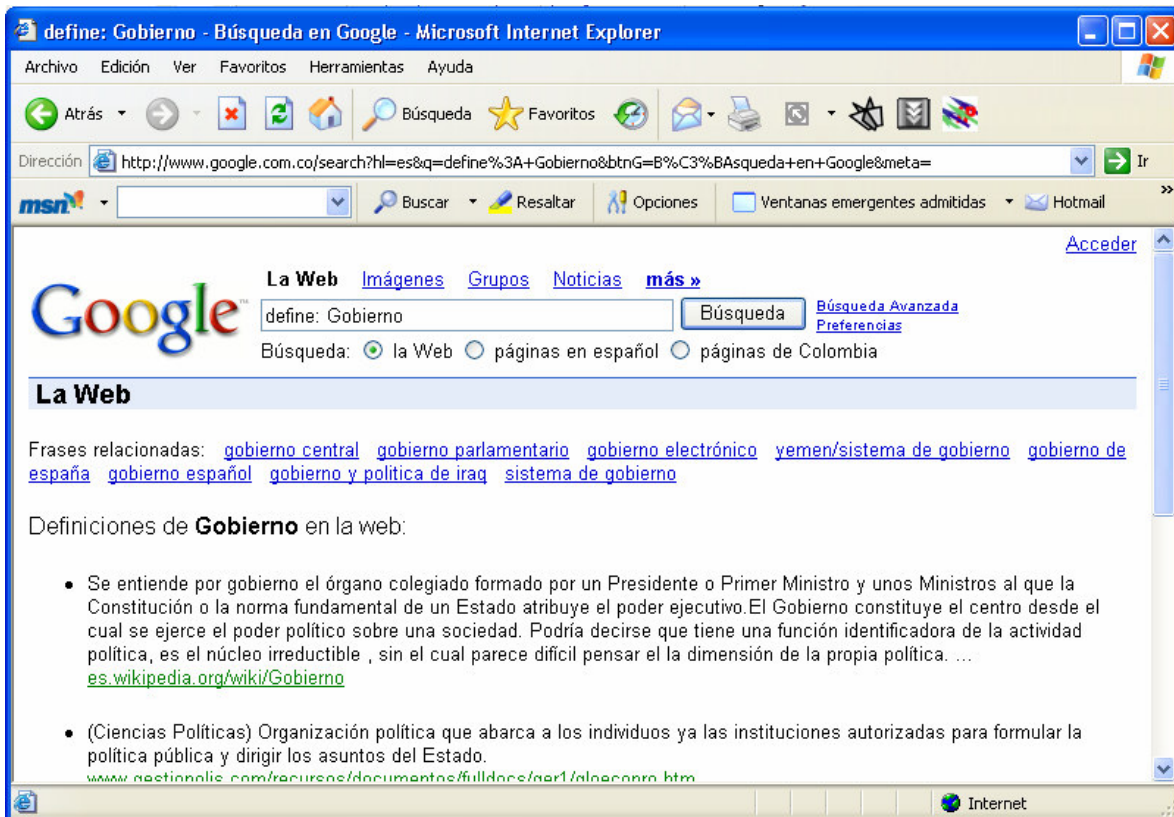 define: Gobierno - Búsqueda en Google - Microsoft Internet Explorer
Archivo Edición Ver Favoritos Herramientas Ayuda
Atrás Búsqueda Favoritos
Dirección http://www.google.com.co/search?hl=es&q=define%3A+Gobierno&btnG=B%C3%BAsqueda+en+Google&meta= Ir
msn Buscar Resaltar Opciones Ventanas emergentes admitidas Hotmail »
Acceder
La Web Imágenes Grupos Noticias más »
Google™ define: Gobierno Búsqueda Búsqueda Avanzada
Preferencias
Búsqueda: la Web páginas en español páginas de Colombia
La Web
Frases relacionadas: gobierno central gobierno parlamentario gobierno electrónico yemen/sistema de gobierno gobierno de
españa gobierno español gobierno y politica de iraq sistema de gobierno
Definiciones de Gobierno en la web:
• Se entiende por gobierno el órgano colegiado formado por un Presidente o Primer Ministro y unos Ministros al que la
Constitución o la norma fundamental de un Estado atribuye el poder ejecutivo.El Gobierno constituye el centro desde el
cual se ejerce el poder político sobre una sociedad. Podría decirse que tiene una función identificadora de la actividad
política, es el núcleo irreductible , sin el cual parece difícil pensar el la dimensión de la propia política. ...
es.wikipedia.org/wiki/Gobierno
• (Ciencias Políticas) Organización política que abarca a los individuos ya las instituciones autorizadas para formular la
política pública y dirigir los asuntos del Estado.
www.gestiopolis.com/recursos/documentos/fulldocs/ger1/gloeconro.htm
Internet